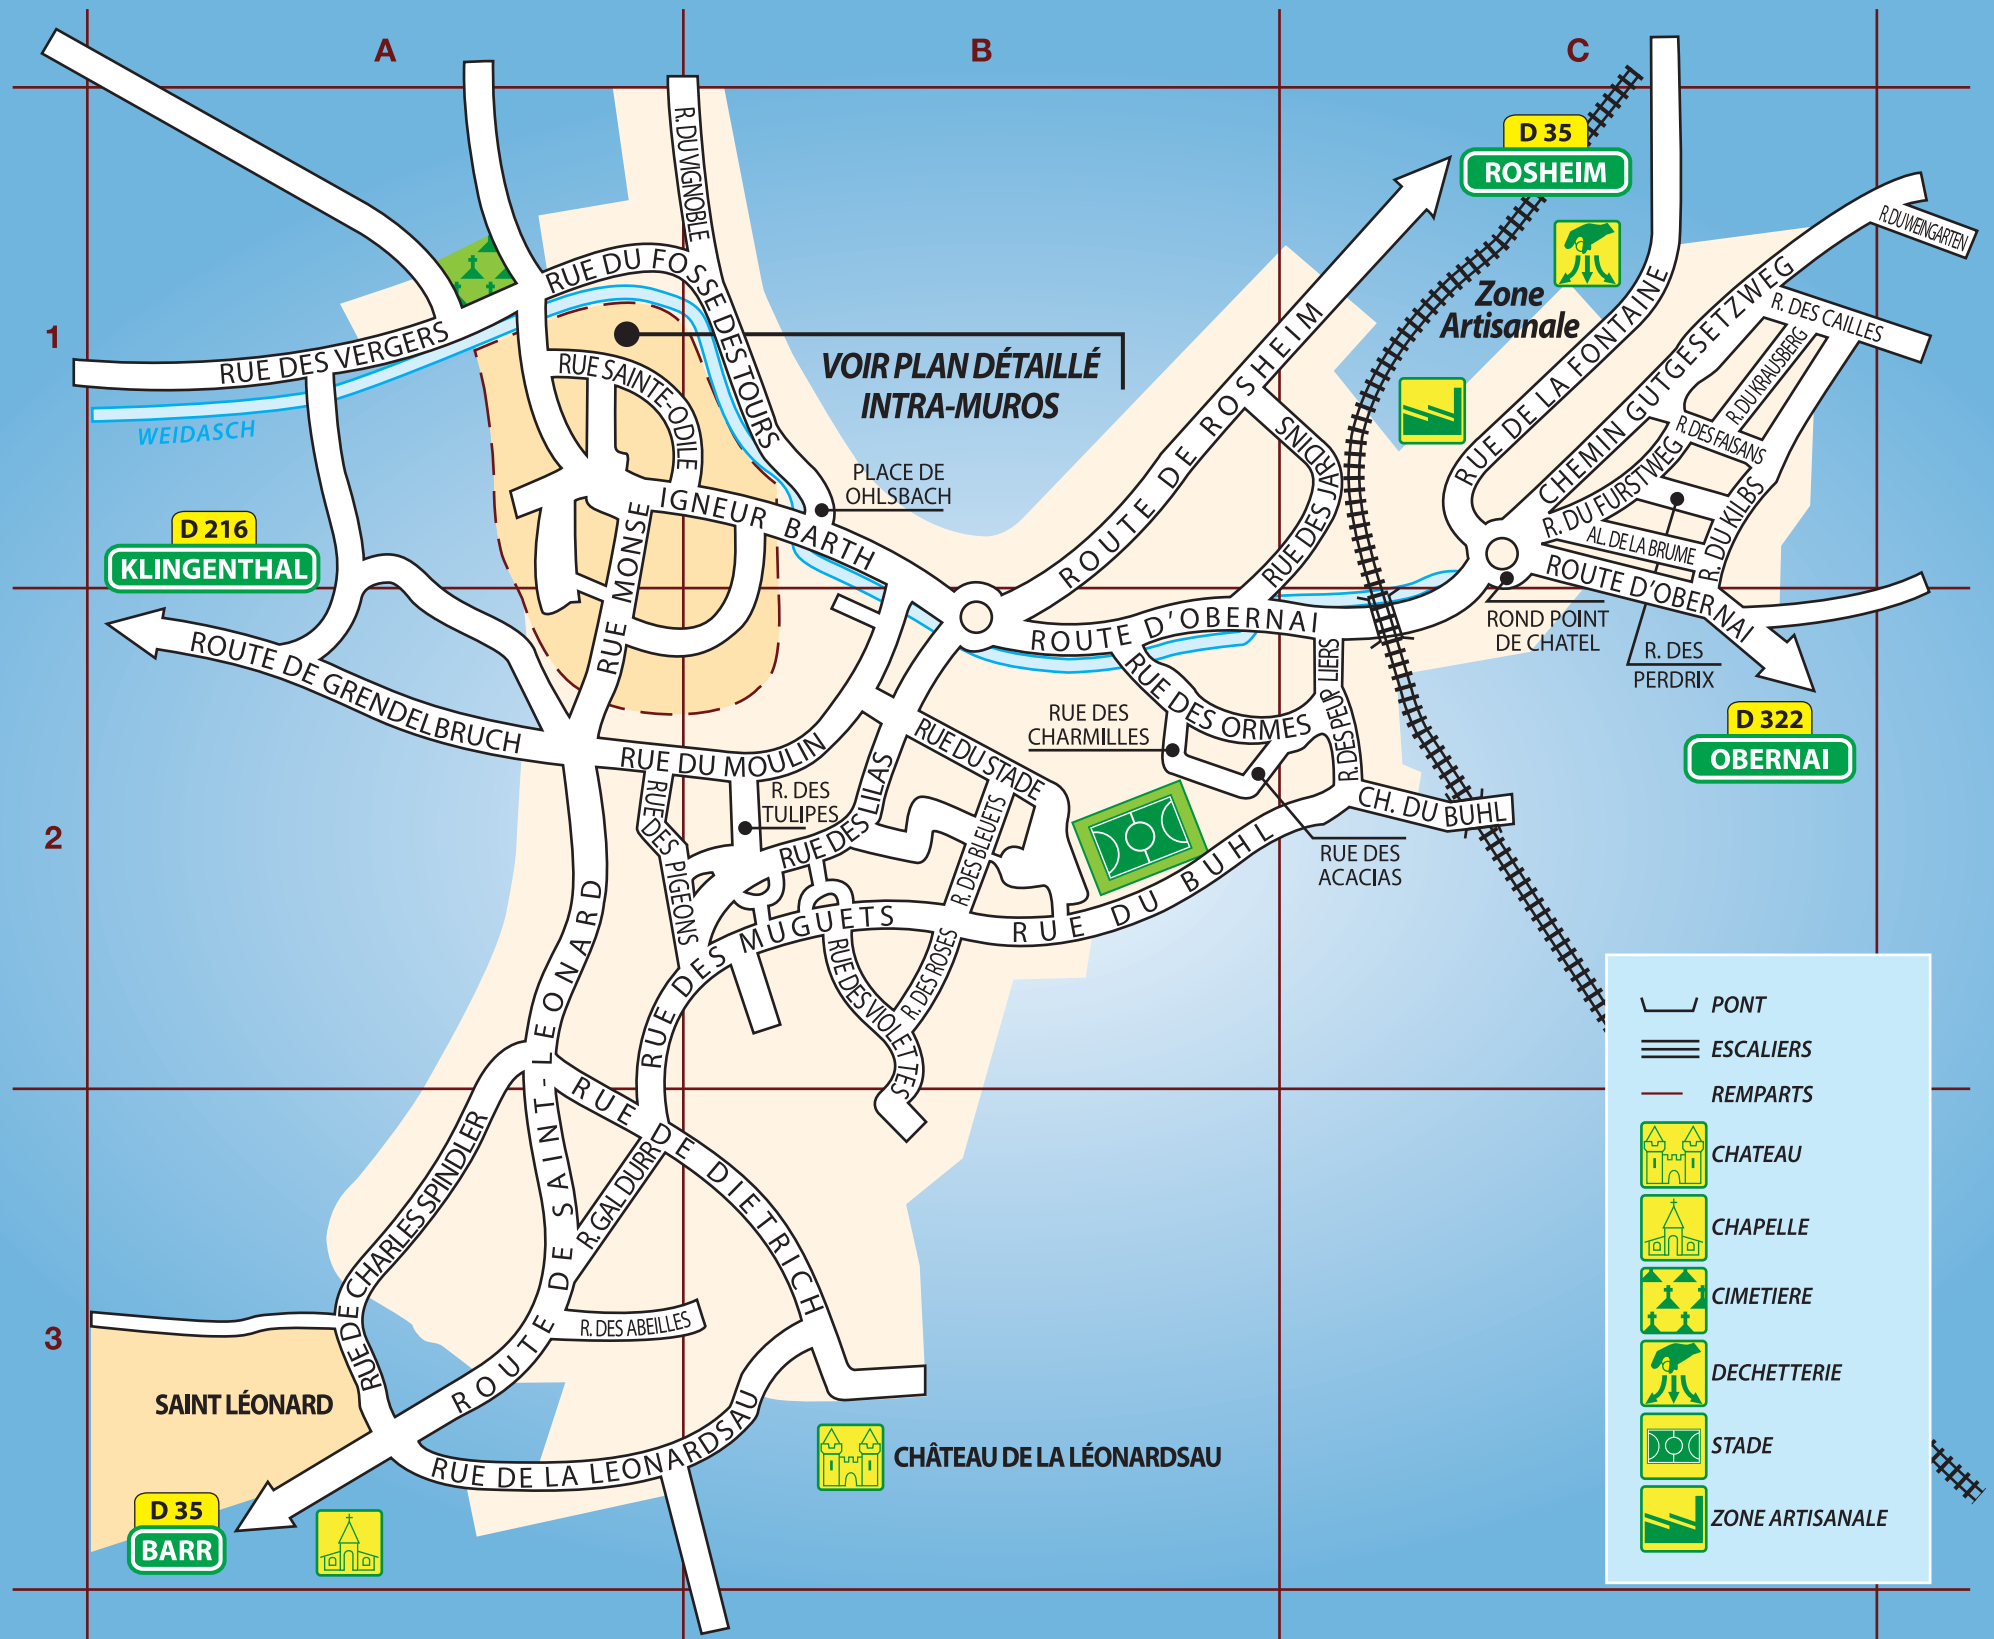 A
B
C
1
2
3
D 35
ROSHEIM
Zone
Artisanale
R. DU VIGNOBLE
RUE DU FOSSE DES TOURS
RUE DES VERGERS
WEIDASCH
VOIR PLAN DÉTAILLÉ
INTRA-MUROS
RUE SAINTE-ODILE
PLACE DE
OHLSBACH
RUE MONSEIGNEUR BARTH
ROUTE DE ROSHEIM
RUE DES JARDINS
RUE DE LA FONTAINE
CHEMIN GUTGESETZWEG
R. DU WEINGARTEN
R. DES CAILLES
R. DU KRAUSBERG
R. DES FAISANS
R. DU FURSTWEG
AL. DE LA BRUME
R. DU KILBS
ROUTE D'OBERNAI
ROND POINT
DE CHATEL
R. DES
PERDRIX
D 322
OBERNAI
D 216
KLINGENTHAL
ROUTE DE GRENDELBRUCH
ROUTE D'OBERNAI
RUE DU MOULIN
RUE DES ORMES
R. DES PEUPLIERS
RUE DES
CHARMILLES
RUE DES
ACACIAS
CH. DU BUHL
RUE DU BUHL
RUE DU STADE
RUE DES LILAS
R. DES
TULIPES
RUE DES PIGEONS
R. DES BLEUETS
RUE DES MUGUETS
R. DES ROSES
RUE DES VIOLETTES
ROUTE DE SAINT-LEONARD
RUE DE DIETRICH
R. GAL DURR
RUE DE CHARLES SPINDLER
R. DES ABEILLES
SAINT LÉONARD
RUE DE LA LEONARDSAU
CHÂTEAU DE LA LÉONARDSAU
D 35
BARR
PONT
ESCALIERS
REMPARTS
CHATEAU
CHAPELLE
CIMETIERE
DECHETTERIE
STADE
ZONE ARTISANALE